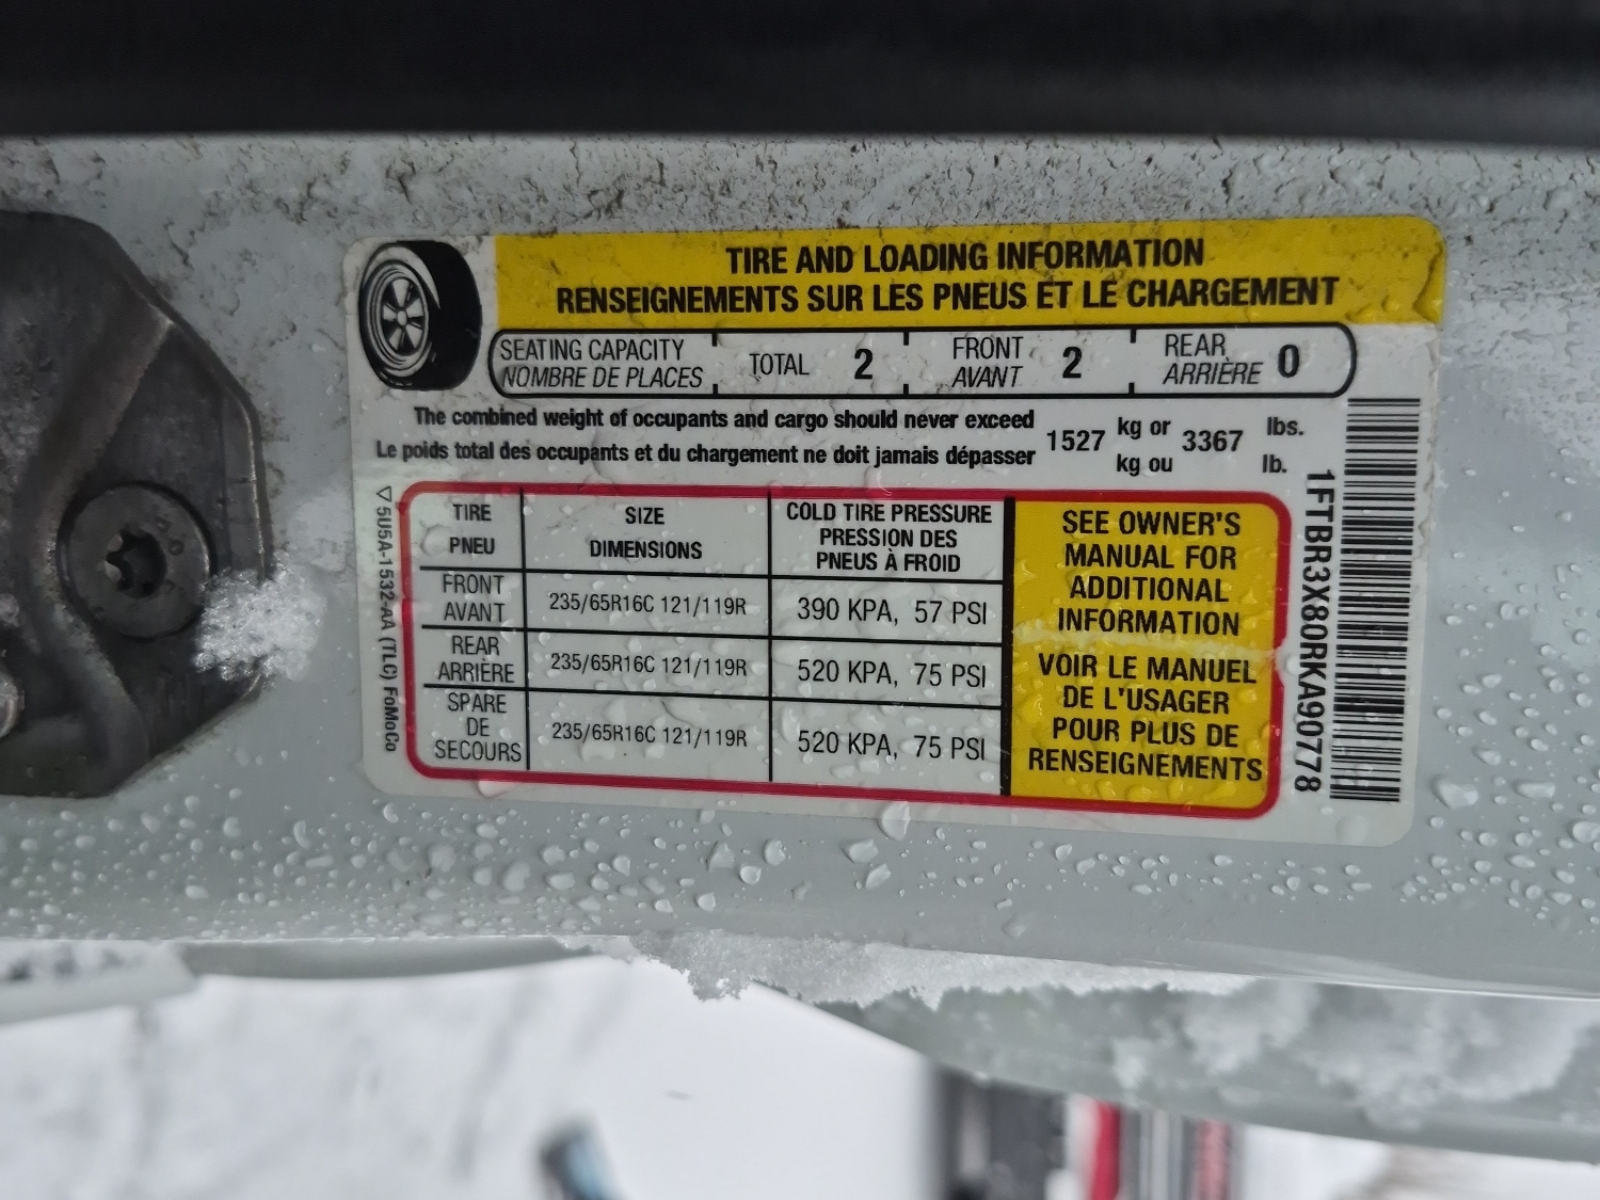 TIRE AND LOADING INFORMATION
RENSEIGNEMENTS SUR LES PNEUS ET LE CHARGEMENT
SEATING CAPACITY
NOMBRE DE PLACES
TOTAL 2
FRONT
AVANT
2
REAR
ARRIÈRE
0
The combined weight of occupants and cargo should never exceed
Le poids total des occupants et du chargement ne doit jamais dépasser
1527
kg or
kg ou
3367
lbs.
lb.
TIRE
PNEU
SIZE
DIMENSIONS
COLD TIRE PRESSURE
PRESSION DES
PNEUS À FROID
FRONT
AVANT
235/65R16C 121/119R
390 KPA, 57 PSI
REAR
ARRIÈRE
235/65R16C 121/119R
520 KPA, 75 PSI
SPARE
DE
SECOURS
235/65R16C 121/119R
520 KPA, 75 PSI
SEE OWNER'S
MANUAL FOR
ADDITIONAL
INFORMATION
VOIR LE MANUEL
DE L'USAGER
POUR PLUS DE
RENSEIGNEMENTS
5U5A-1532-AA (TLC) FoMoCo
1FTBR3X80RKA90778